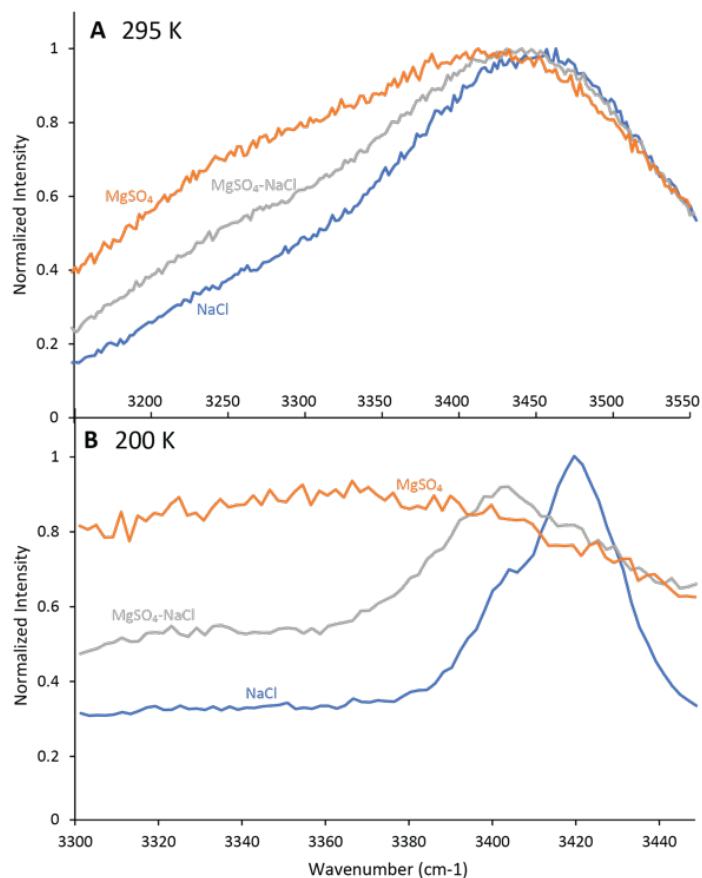 A 295 K
1
0.8
0.6
0.4
0.2
0
Normalized Intensity
MgSO₄
MgSO₄-NaCl
NaCl
3200 3250 3300 3350 3400 3450 3500 3550
B 200 K
1
0.8
0.6
0.4
0.2
0
Normalized Intensity
MgSO₄
MgSO₄-NaCl
NaCl
3300 3320 3340 3360 3380 3400 3420 3440
Wavenumber (cm-1)